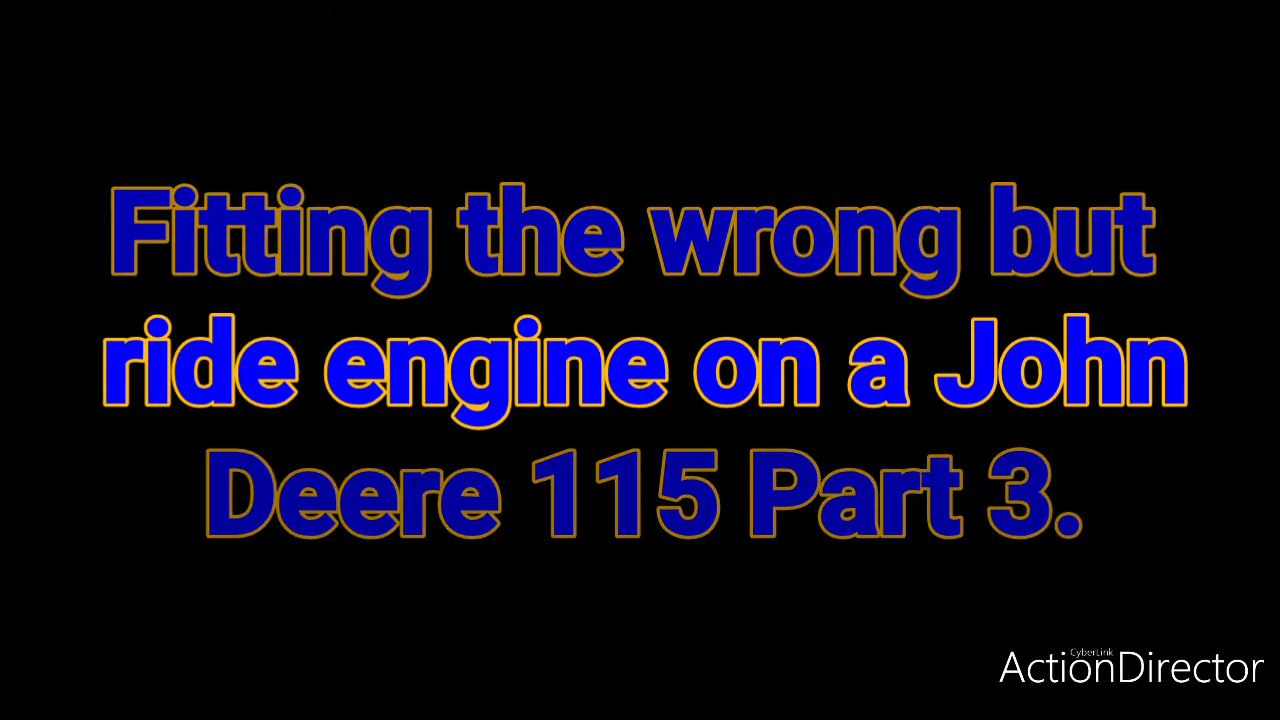 Fitting the wrong but
ride engine on a John
Deere 115 Part 3.
CyberLink
ActionDirector